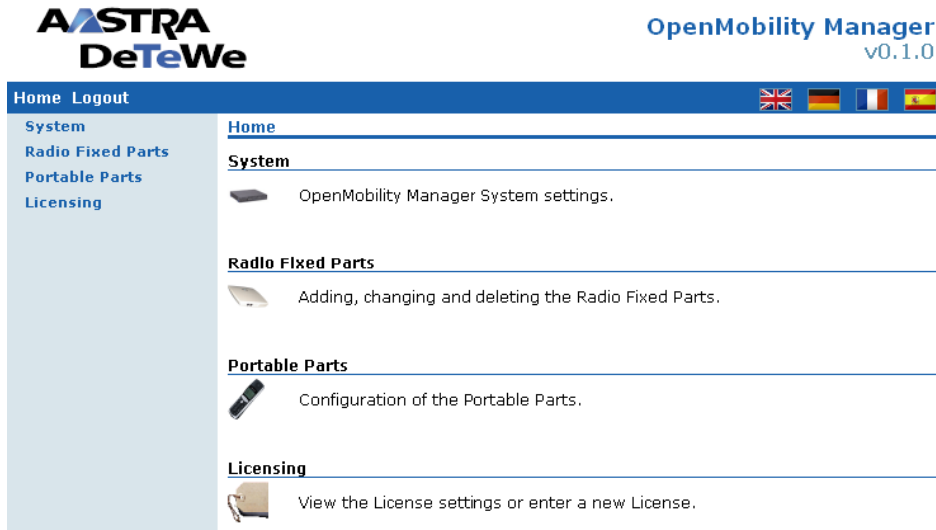 AASTRA
DeTeWe
OpenMobility Manager
v0.1.0
Home Logout
System
Radio Fixed Parts
Portable Parts
Licensing
Home
System
OpenMobility Manager System settings.
Radio Fixed Parts
Adding, changing and deleting the Radio Fixed Parts.
Portable Parts
Configuration of the Portable Parts.
Licensing
View the License settings or enter a new License.